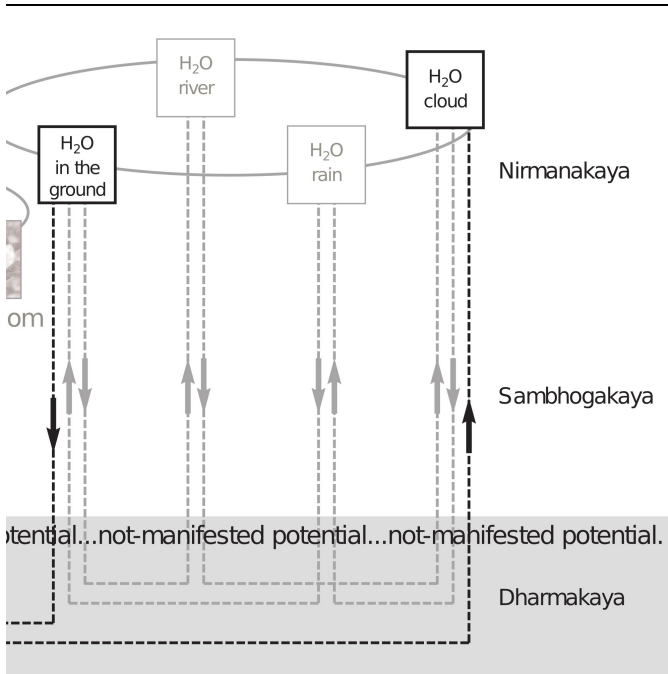 H₂O
river
H₂O
cloud
H₂O
in the
ground
H₂O
rain
Nirmanakaya
om
Sambhogakaya
otential...not-manifested potential...not-manifested potential.
Dharmakaya